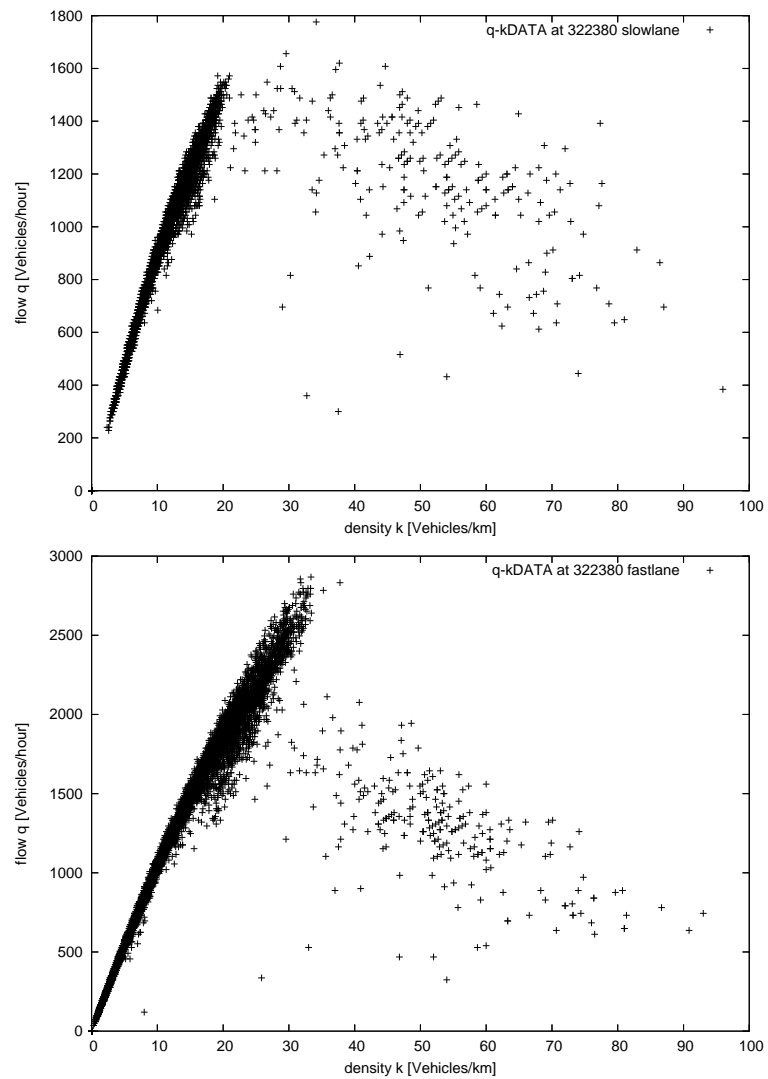 q-kDATA at 322380 slowlane
1800
1600
1400
1200
1000
800
600
400
200
0
flow q [Vehicles/hour]
0 10 20 30 40 50 60 70 80 90 100
density k [Vehicles/km]
q-kDATA at 322380 fastlane
3000
2500
2000
1500
1000
500
0
flow q [Vehicles/hour]
0 10 20 30 40 50 60 70 80 90 100
density k [Vehicles/km]